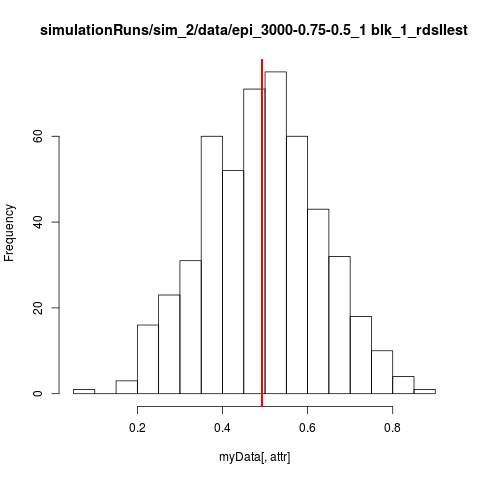 simulationRuns/sim_2/data/epi_3000-0.75-0.5_1 blk_1_rdsllest
Frequency
60
40
20
0
0.2 0.4 0.6 0.8
myData[, attr]